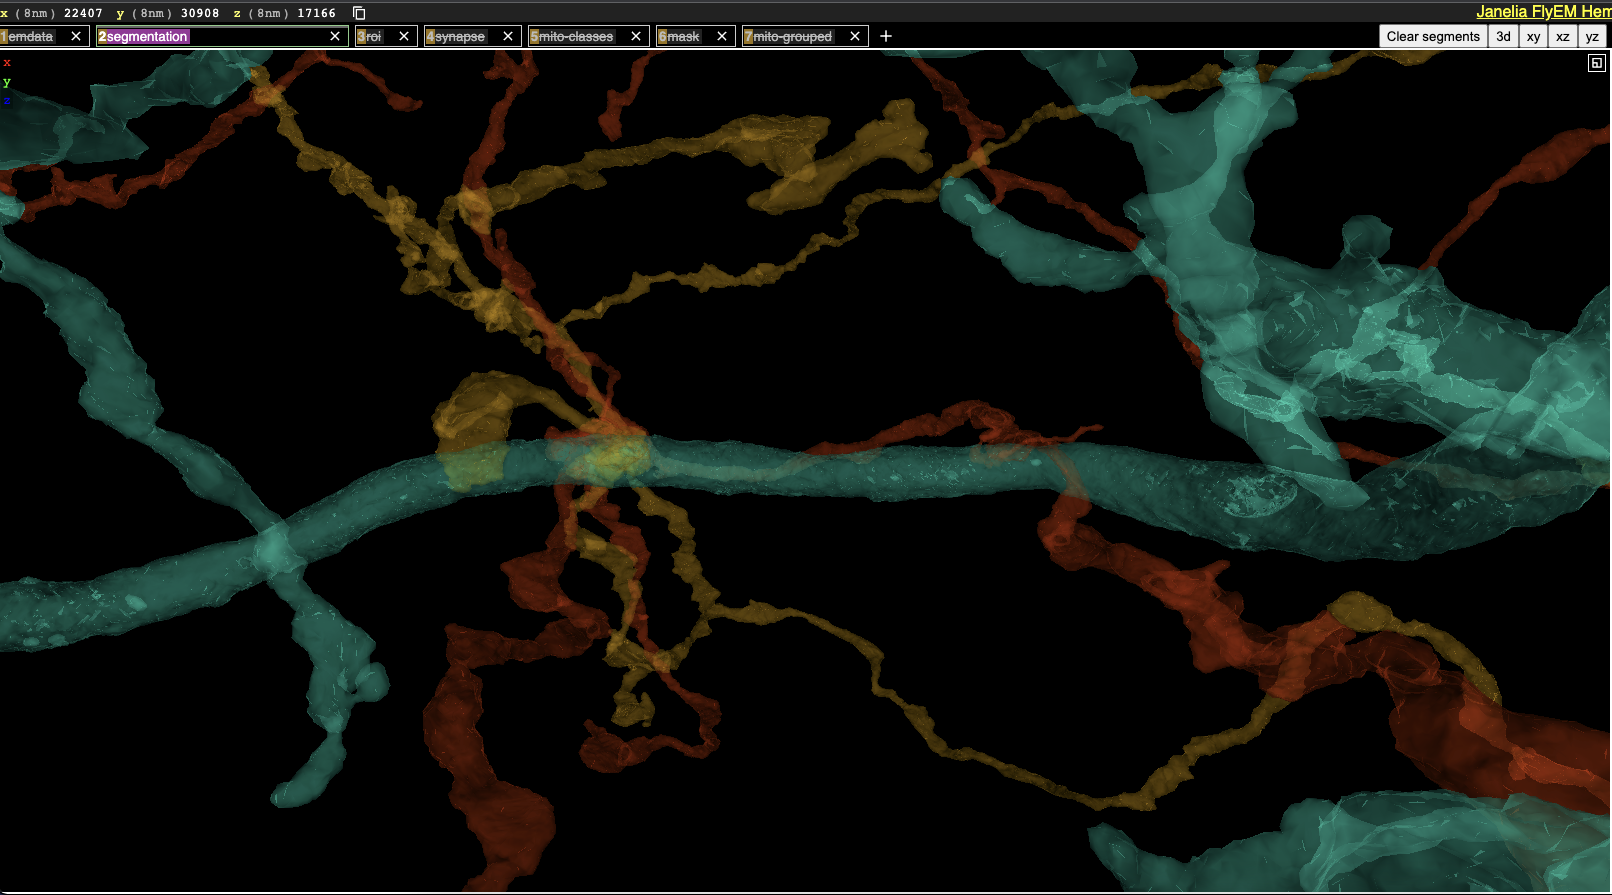 x (8nm) 22407 y (8nm) 30908 z (8nm) 17166 Janelia FlyEM Hem
1emdata 2segmentation 3roi 4synapse 5mito-classes 6mask 7mito-grouped + Clear segments 3d xy xz yz
x
y
z